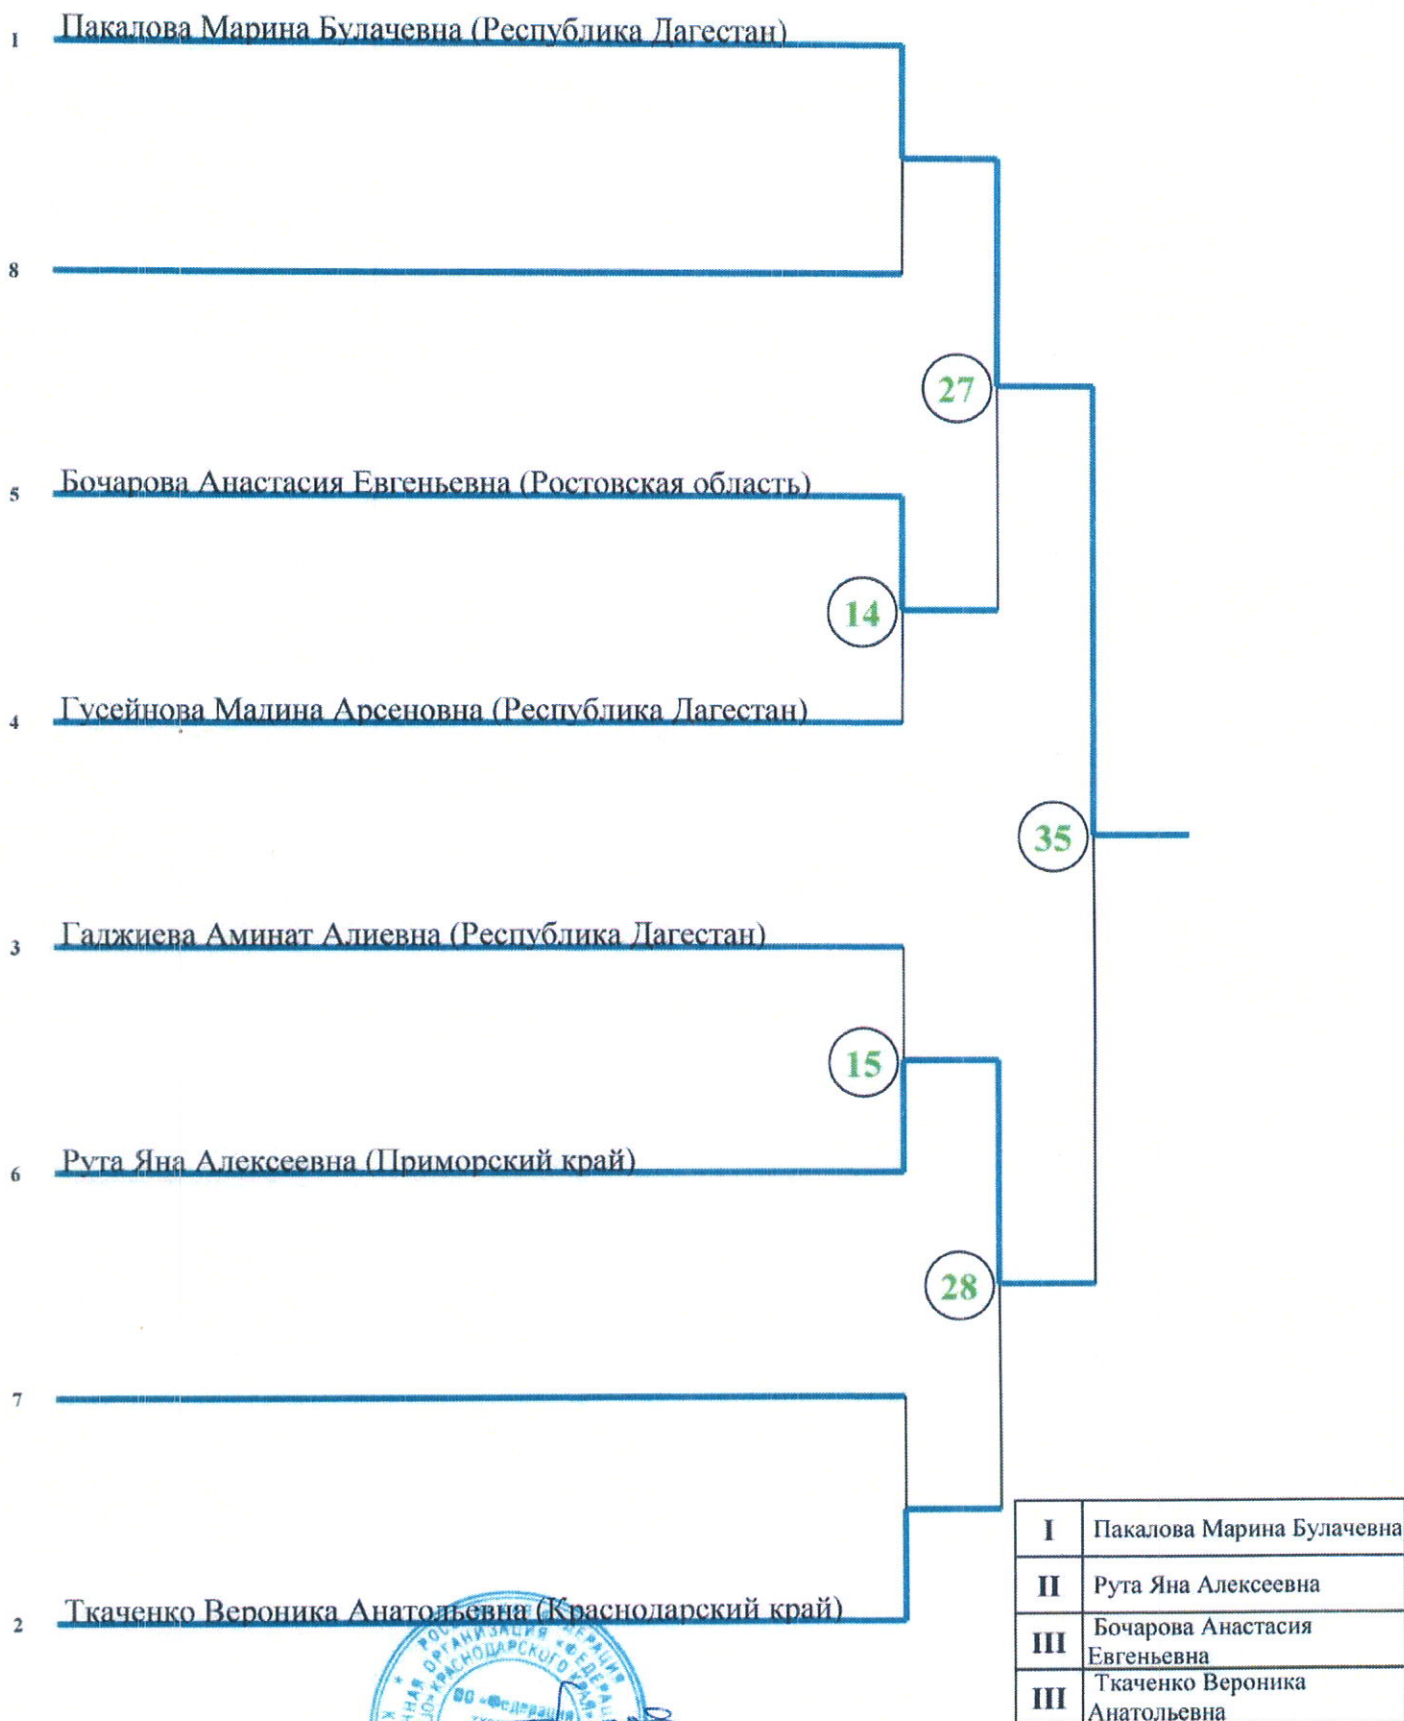 1 Пакалова Марина Булачевна (Республика Дагестан)
8
27
5 Бочарова Анастасия Евгеньевна (Ростовская область)
14
4 Гусейнова Мадина Арсеновна (Республика Дагестан)
35
3 Гаджиева Аминат Алиевна (Республика Дагестан)
15
6 Рута Яна Алексеевна (Приморский край)
28
7
2 Ткаченко Вероника Анатольевна (Краснодарский край)
I Пакалова Марина Булачевна
II Рута Яна Алексеевна
III Бочарова Анастасия
Евгеньевна
III Ткаченко Вероника
Анатольевна
КРАСНОДАРСКОГО КРАЯ